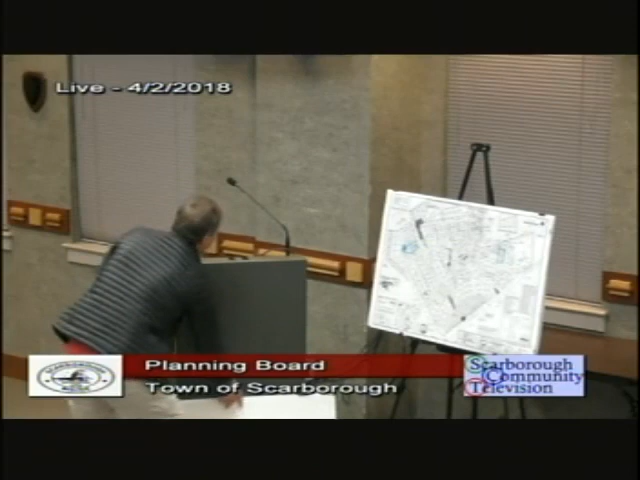 Live - 4/2/2018
Planning Board
Town of Scarborough
Scarborough
Community
Television